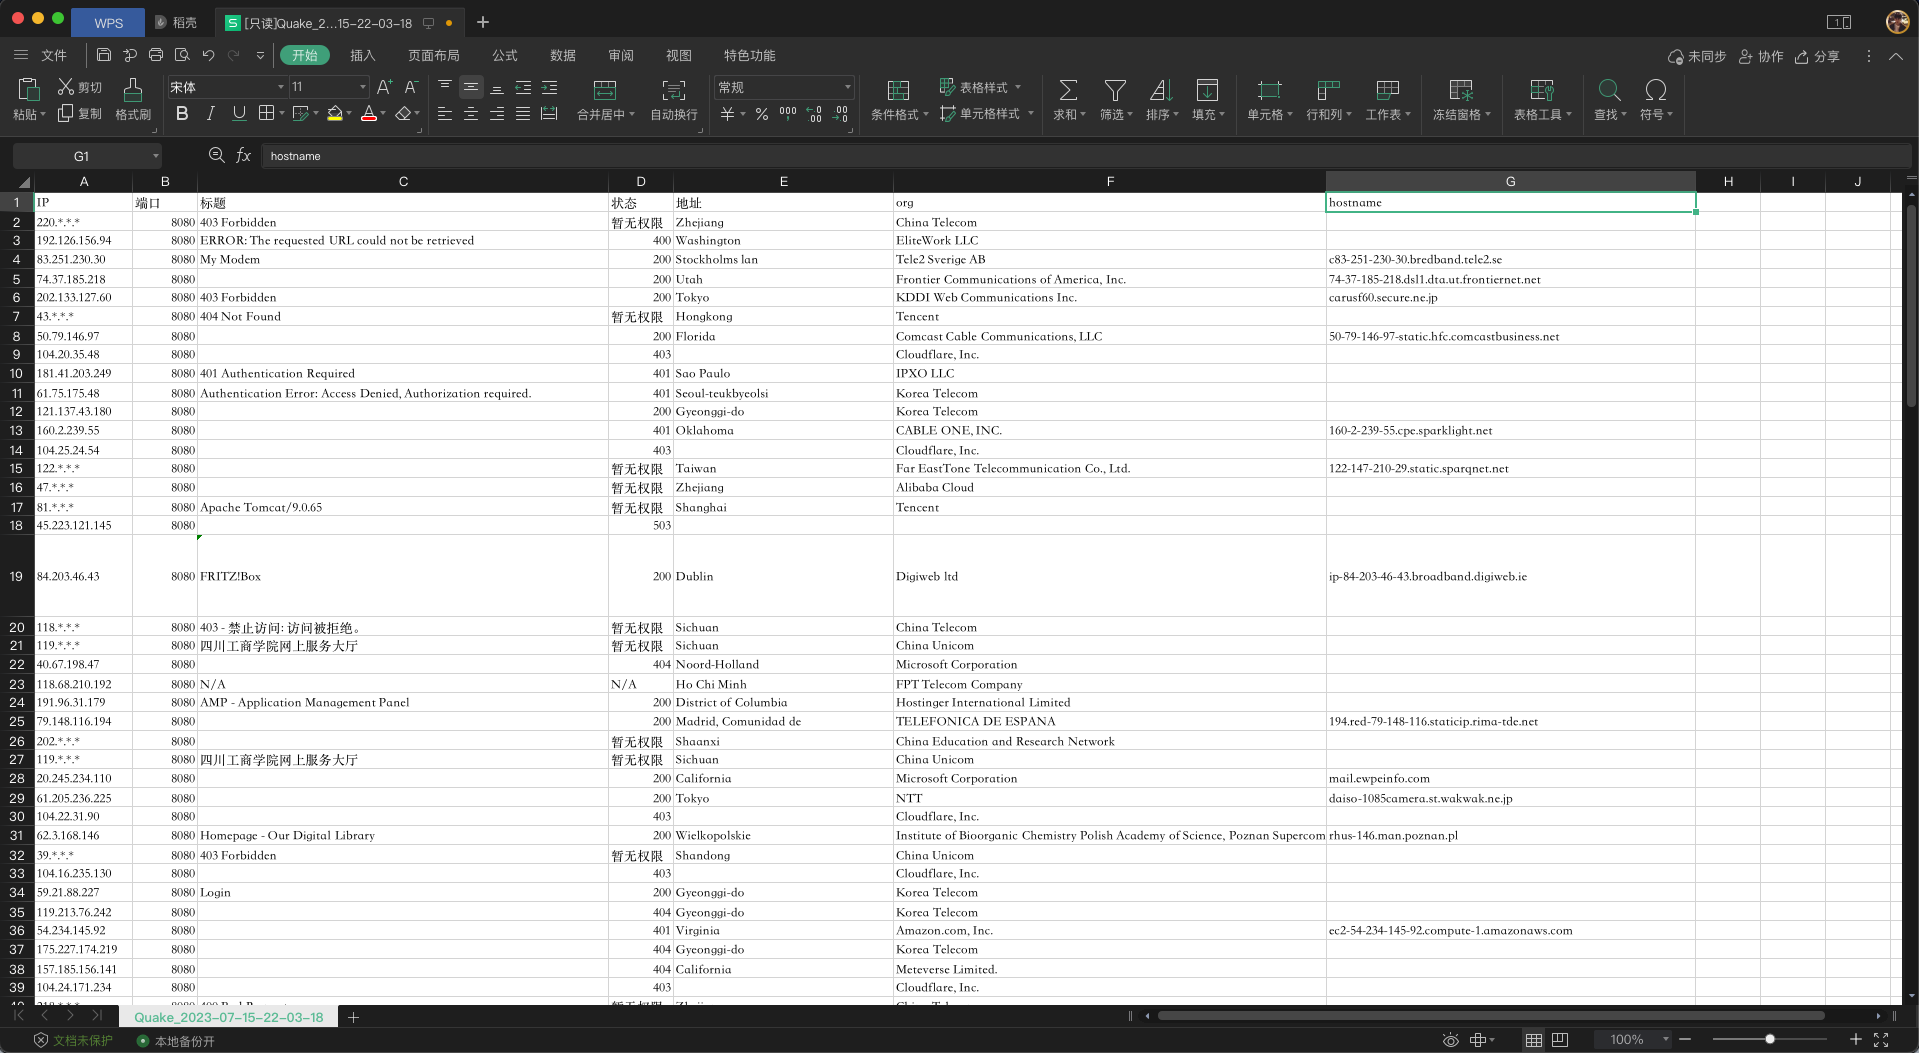 WPS
稻壳
S [只读]Quake_2...15-22-03-18
文件
开始
插入
页面布局
公式
数据
审阅
视图
特色功能
未同步
协作
分享
粘贴
剪切
复制
格式刷
宋体
11
合并居中
自动换行
常规
条件格式
表格样式
单元格样式
求和
筛选
排序
填充
单元格
行和列
工作表
冻结窗格
表格工具
查找
符号
G1
fx
hostname
A B C D E F G H I J
1 IP 端口 标题 状态 地址 org hostname
2 220.*.*.* 8080 403 Forbidden 暂无权限 Zhejiang China Telecom
3 192.126.156.94 8080 ERROR: The requested URL could not be retrieved 400 Washington EliteWork LLC
4 83.251.230.30 8080 My Modem 200 Stockholms lan Tele2 Sverige AB c83-251-230-30.bredband.tele2.se
5 74.37.185.218 8080 200 Utah Frontier Communications of America, Inc. 74-37-185-218.dsl1.dta.ut.frontiernet.net
6 202.133.127.60 8080 403 Forbidden 200 Tokyo KDDI Web Communications Inc. carusf60.secure.ne.jp
7 43.*.*.* 8080 404 Not Found 暂无权限 Hongkong Tencent
8 50.79.146.97 8080 200 Florida Comcast Cable Communications, LLC 50-79-146-97-static.hfc.comcastbusiness.net
9 104.20.35.48 8080 403 Cloudflare, Inc.
10 181.41.203.249 8080 401 Authentication Required 401 Sao Paulo IPXO LLC
11 61.75.175.48 8080 Authentication Error: Access Denied, Authorization required. 401 Seoul-teukbyeolsi Korea Telecom
12 121.137.43.180 8080 200 Gyeonggi-do Korea Telecom
13 160.2.239.55 8080 401 Oklahoma CABLE ONE, INC. 160-2-239-55.cpe.sparklight.net
14 104.25.24.54 8080 403 Cloudflare, Inc.
15 122.*.*.* 8080 暂无权限 Taiwan Far EastTone Telecommunication Co., Ltd. 122-147-210-29.static.sparqnet.net
16 47.*.*.* 8080 暂无权限 Zhejiang Alibaba Cloud
17 81.*.*.* 8080 Apache Tomcat/9.0.65 暂无权限 Shanghai Tencent
18 45.223.121.145 8080 503
19 84.203.46.43 8080 FRITZ!Box 200 Dublin Digiweb ltd ip-84-203-46-43.broadband.digiweb.ie
20 118.*.*.* 8080 403 - 禁止访问: 访问被拒绝。 暂无权限 Sichuan China Telecom
21 119.*.*.* 8080 四川工商学院网上服务大厅 暂无权限 Sichuan China Unicom
22 40.67.198.47 8080 404 Noord-Holland Microsoft Corporation
23 118.68.210.192 8080 N/A N/A Ho Chi Minh FPT Telecom Company
24 191.96.31.179 8080 AMP - Application Management Panel 200 District of Columbia Hostinger International Limited
25 79.148.116.194 8080 200 Madrid, Comunidad de TELEFONICA DE ESPANA 194.red-79-148-116.staticip.rima-tde.net
26 202.*.*.* 8080 暂无权限 Shaanxi China Education and Research Network
27 119.*.*.* 8080 四川工商学院网上服务大厅 暂无权限 Sichuan China Unicom
28 20.245.234.110 8080 200 California Microsoft Corporation mail.ewpeinfo.com
29 61.205.236.225 8080 200 Tokyo NTT daiso-1085camera.st.wakwak.ne.jp
30 104.22.31.90 8080 403 Cloudflare, Inc.
31 62.3.168.146 8080 Homepage - Our Digital Library 200 Wielkopolskie Institute of Bioorganic Chemistry Polish Academy of Science, Poznan Supercom rhus-146.man.poznan.pl
32 39.*.*.* 8080 403 Forbidden 暂无权限 Shandong China Unicom
33 104.16.235.130 8080 403 Cloudflare, Inc.
34 59.21.88.227 8080 Login 200 Gyeonggi-do Korea Telecom
35 119.213.76.242 8080 404 Gyeonggi-do Korea Telecom
36 54.234.145.92 8080 401 Virginia Amazon.com, Inc. ec2-54-234-145-92.compute-1.amazonaws.com
37 175.227.174.219 8080 404 Gyeonggi-do Korea Telecom
38 157.185.156.141 8080 404 California Meteverse Limited.
39 104.24.171.234 8080 403 Cloudflare, Inc.
Quake_2023-07-15-22-03-18
文档未保护
本地备份开
100%